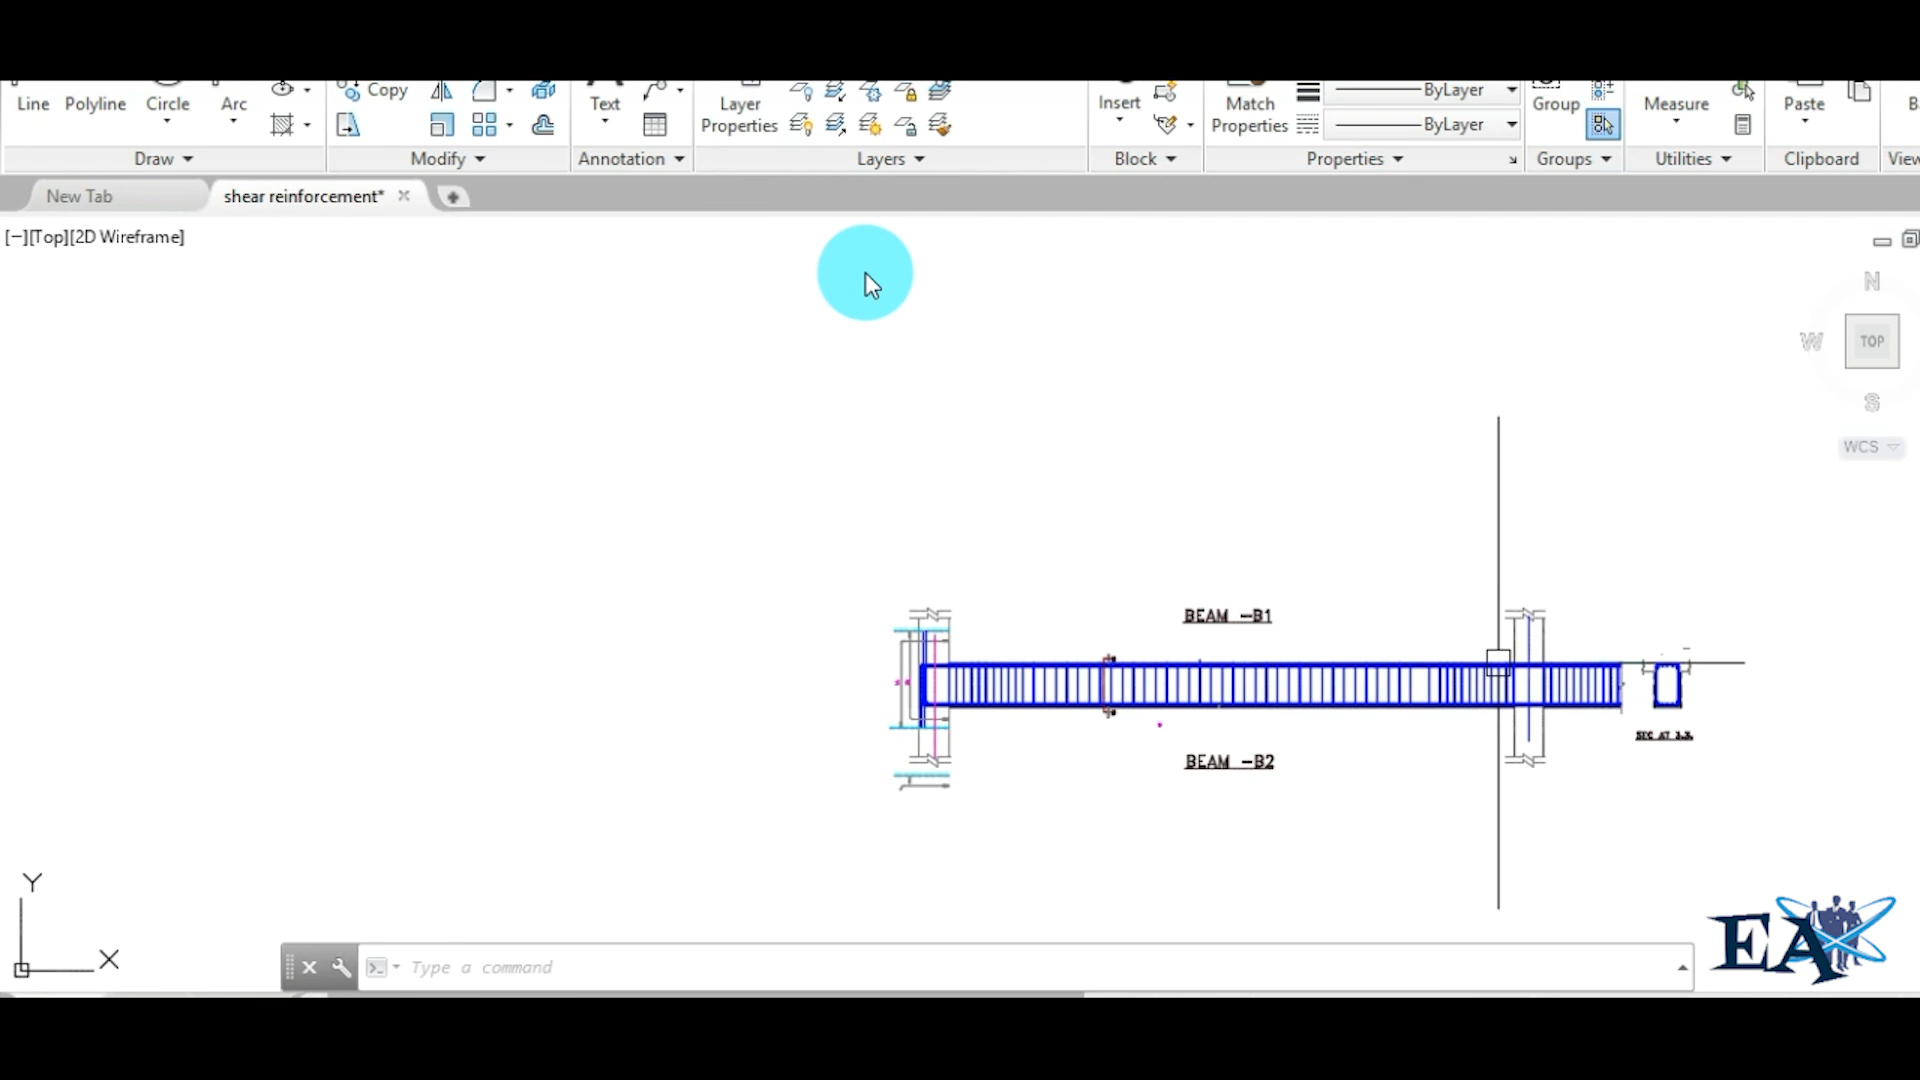 Line Polyline Circle Arc Copy Text Layer Properties Insert Match Properties ByLayer Group Measure Paste
ByLayer
Draw Modify Annotation Layers Block Properties Groups Utilities Clipboard View
New Tab shear reinforcement*
[−][Top][2D Wireframe]
N
W TOP
S
WCS
BEAM -B1
SEC AT
BEAM -B2
Y
X
Type a command
EA